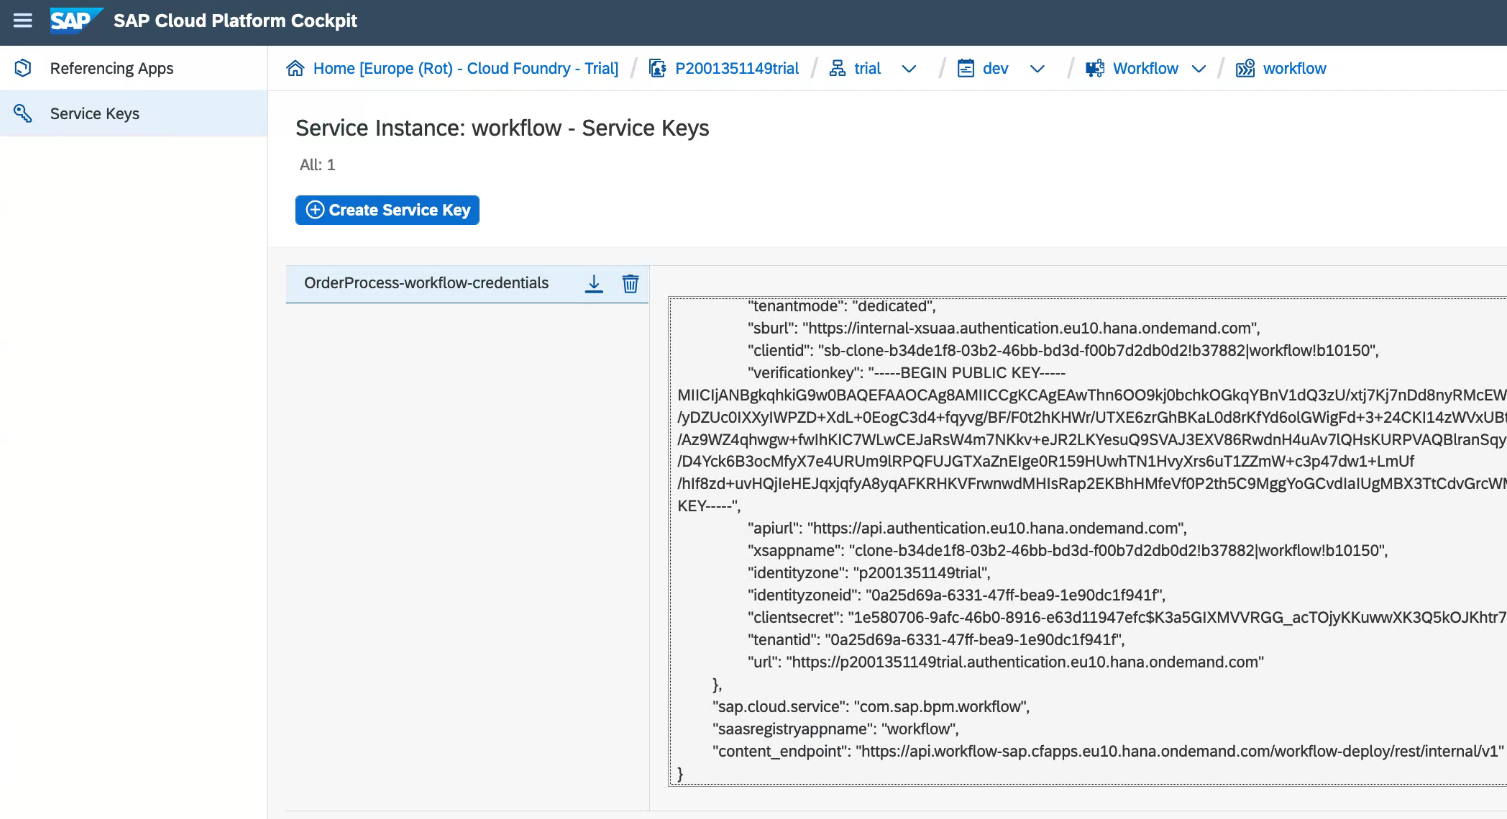 SAP SAP Cloud Platform Cockpit
Referencing Apps
Service Keys
Home [Europe (Rot) - Cloud Foundry - Trial] / P2001351149trial / trial / dev / Workflow / workflow
Service Instance: workflow - Service Keys
All: 1
Create Service Key
OrderProcess-workflow-credentials
"tenantmode": "dedicated",
"sburl": "https://internal-xsuaa.authentication.eu10.hana.ondemand.com",
"clientid": "sb-clone-b34de1f8-03b2-46bb-bd3d-f00b7d2db0d2!b37882|workflow!b10150",
"verificationkey": "-----BEGIN PUBLIC KEY-----
MIICIjANBgkqhkiG9w0BAQEFAAOCAg8AMIICCgKCAgEAwThn6OO9kj0bchkOGkqYBnV1dQ3zU/xtj7Kj7nDd8nyRMcEW
/yDZUc0IXXyIWPZD+XdL+0EogC3d4+fqyvg/BF/F0t2hKHWr/UTXE6zrGhBKaL0d8rKfYd6olGWigFd+3+24CKI14zWVxUBt
/Az9WZ4qhwgw+fwIhKIC7WLwCEJaRsW4m7NKkv+eJR2LKYesuQ9SVAJ3EXV86RwdnH4uAv7lQHsKURPVAQBlranSqy
/D4Yck6B3ocMfyX7e4URUm9lRPQFUJGTXaZnEIge0R159HUwhTN1HvyXrs6uT1ZZmW+c3p47dw1+LmUf
/hIf8zd+uvHQjIeHEJqxjqfyA8yqAFKRHKVFrwnwdMHIsRap2EKBhHMfeVf0P2th5C9MggYoGCvdIaIUgMBX3TtCdvGrcWM
KEY-----",
"apiurl": "https://api.authentication.eu10.hana.ondemand.com",
"xsappname": "clone-b34de1f8-03b2-46bb-bd3d-f00b7d2db0d2!b37882|workflow!b10150",
"identityzone": "p2001351149trial",
"identityzoneid": "0a25d69a-6331-47ff-bea9-1e90dc1f941f",
"clientsecret": "1e580706-9afc-46b0-8916-e63d11947efc$K3a5GIXMVVRGG_acTOjyKKuwwXK3Q5kOJKhtr7
"tenantid": "0a25d69a-6331-47ff-bea9-1e90dc1f941f",
"url": "https://p2001351149trial.authentication.eu10.hana.ondemand.com"
},
"sap.cloud.service": "com.sap.bpm.workflow",
"saasregistryappname": "workflow",
"content_endpoint": "https://api.workflow-sap.cfapps.eu10.hana.ondemand.com/workflow-deploy/rest/internal/v1"
}